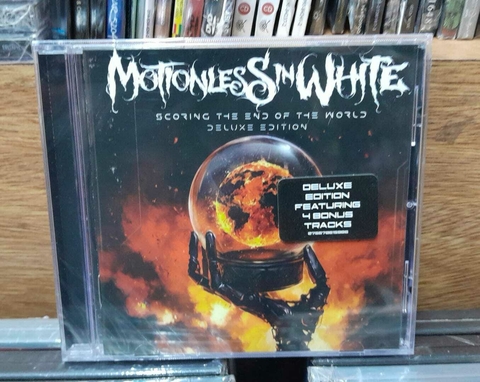 MOTIONLESS IN WHITE
SCORING THE END OF THE WORLD
DELUXE EDITION
DELUXE
EDITION
FEATURING
4 BONUS
TRACKS